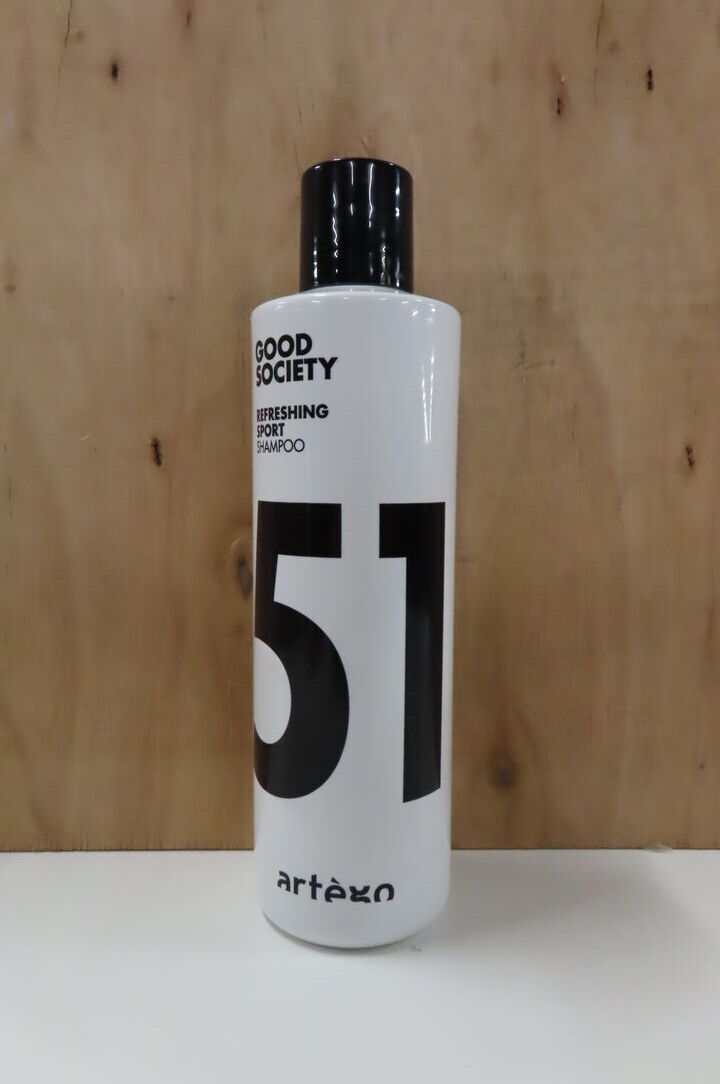 GOOD
SOCIETY
REFRESHING
SPORT
SHAMPOO
51
artègo